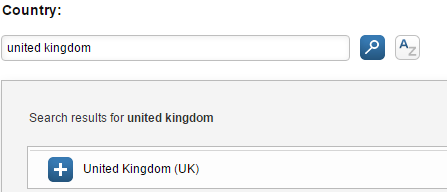 Country:
united kingdom
A
Z
Search results for united kingdom
United Kingdom (UK)